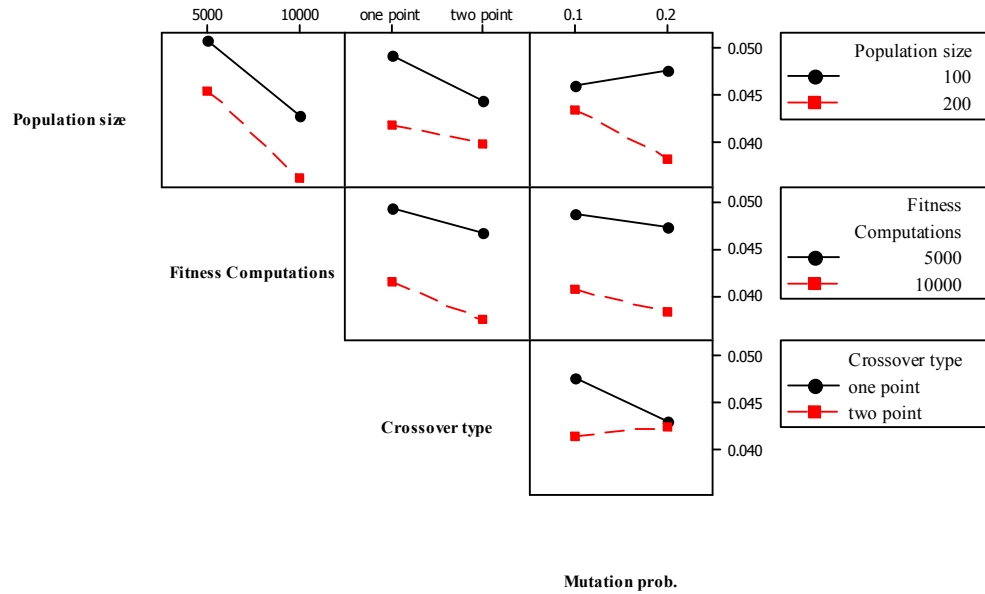 5000 10000 one point two point 0.1 0.2
0.050
0.045
0.040
Population size
Population size
100
200
0.050
0.045
0.040
Fitness Computations
Fitness
Computations
5000
10000
0.050
0.045
0.040
Crossover type
Crossover type
one point
two point
Mutation prob.